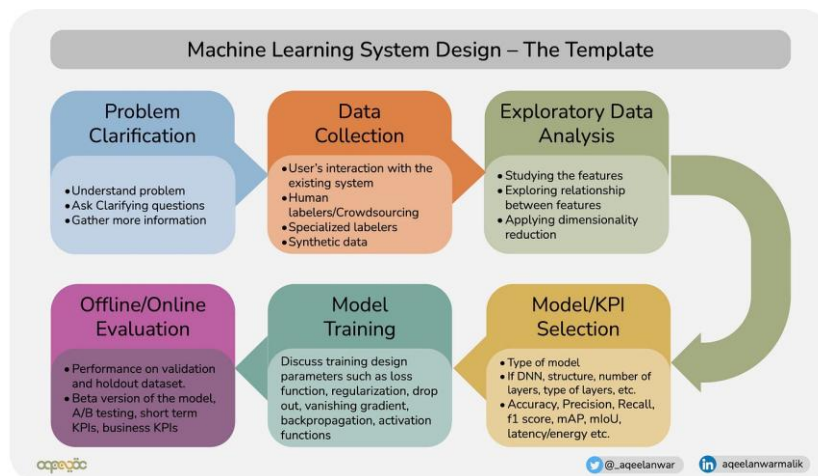 Machine Learning System Design – The Template
Problem
Clarification
•Understand problem
•Ask Clarifying questions
•Gather more information
Data
Collection
•User's interaction with the
existing system
•Human
labelers/Crowdsourcing
•Specialized labelers
•Synthetic data
Exploratory Data
Analysis
•Studying the features
•Exploring relationship
between features
•Applying dimensionality
reduction
Offline/Online
Evaluation
• Performance on validation
and holdout dataset.
• Beta version of the model,
A/B testing, short term
KPIs, business KPIs
Model
Training
Discuss training design
parameters such as loss
function, regularization, drop
out, vanishing gradient,
backpropagation, activation
functions
Model/KPI
Selection
•Type of model
•If DNN, structure, number of
layers, type of layers, etc.
•Accuracy, Precision, Recall,
f1 score, mAP, mIoU,
latency/energy etc.
@_aqeelanwar
in aqeelanwarmalik